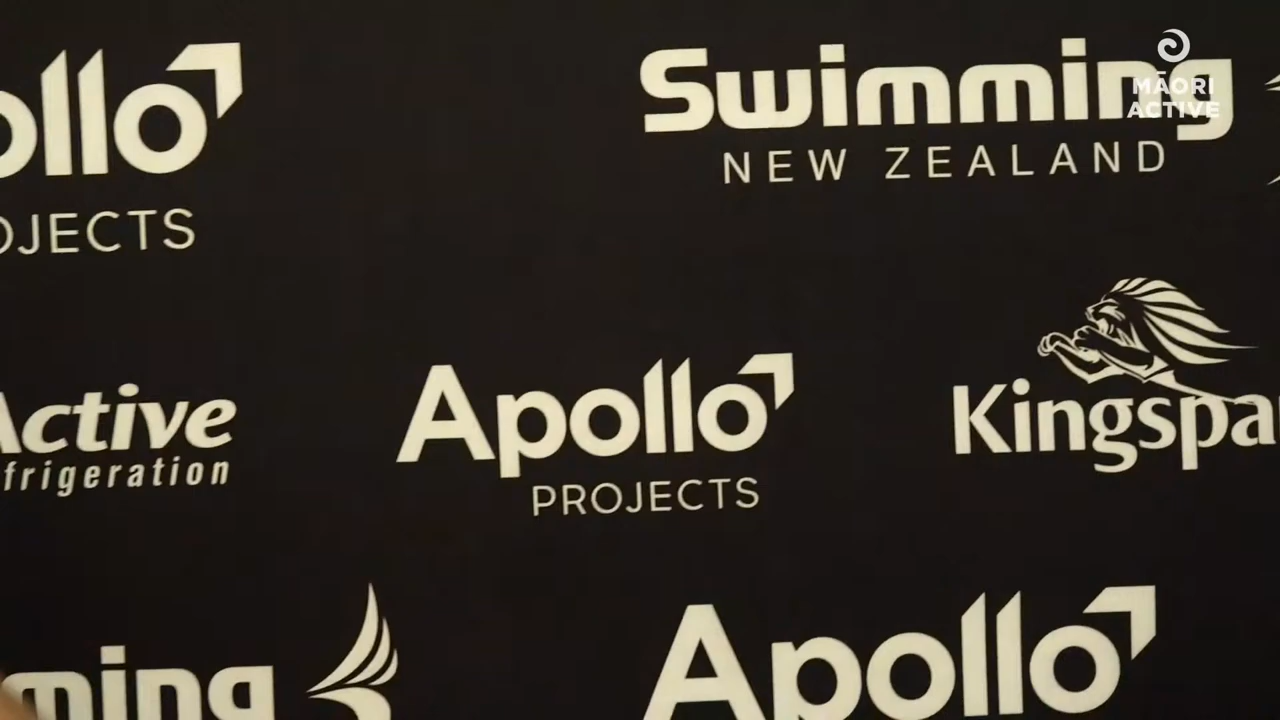 ollo
OJECTS
Swimming
NEW ZEALAND
MĀORI
ACTIVE
Active
frigeration
Apollo
PROJECTS
Kingspa
ming
Apollo